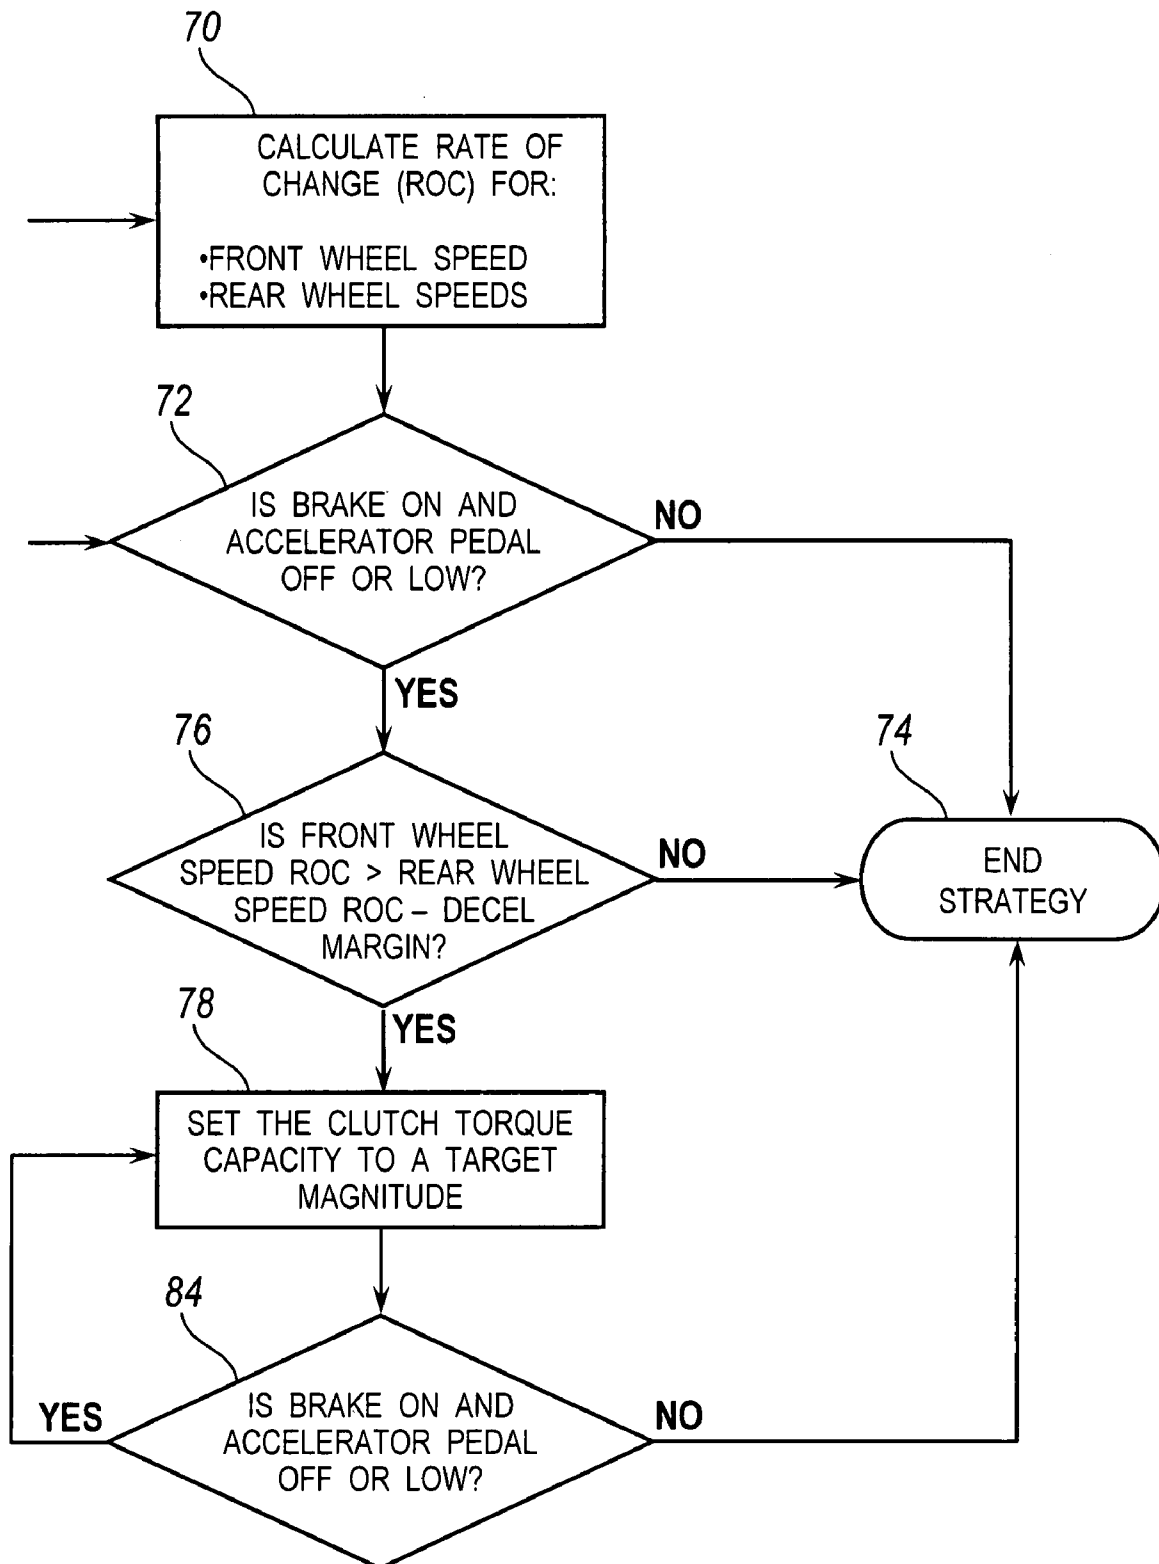 70
CALCULATE RATE OF
CHANGE (ROC) FOR:
•FRONT WHEEL SPEED
•REAR WHEEL SPEEDS
72
IS BRAKE ON AND
ACCELERATOR PEDAL
OFF OR LOW?
NO
YES
76
IS FRONT WHEEL
SPEED ROC > REAR WHEEL
SPEED ROC – DECEL
MARGIN?
NO
74
END
STRATEGY
YES
78
SET THE CLUTCH TORQUE
CAPACITY TO A TARGET
MAGNITUDE
84
IS BRAKE ON AND
ACCELERATOR PEDAL
OFF OR LOW?
YES
NO